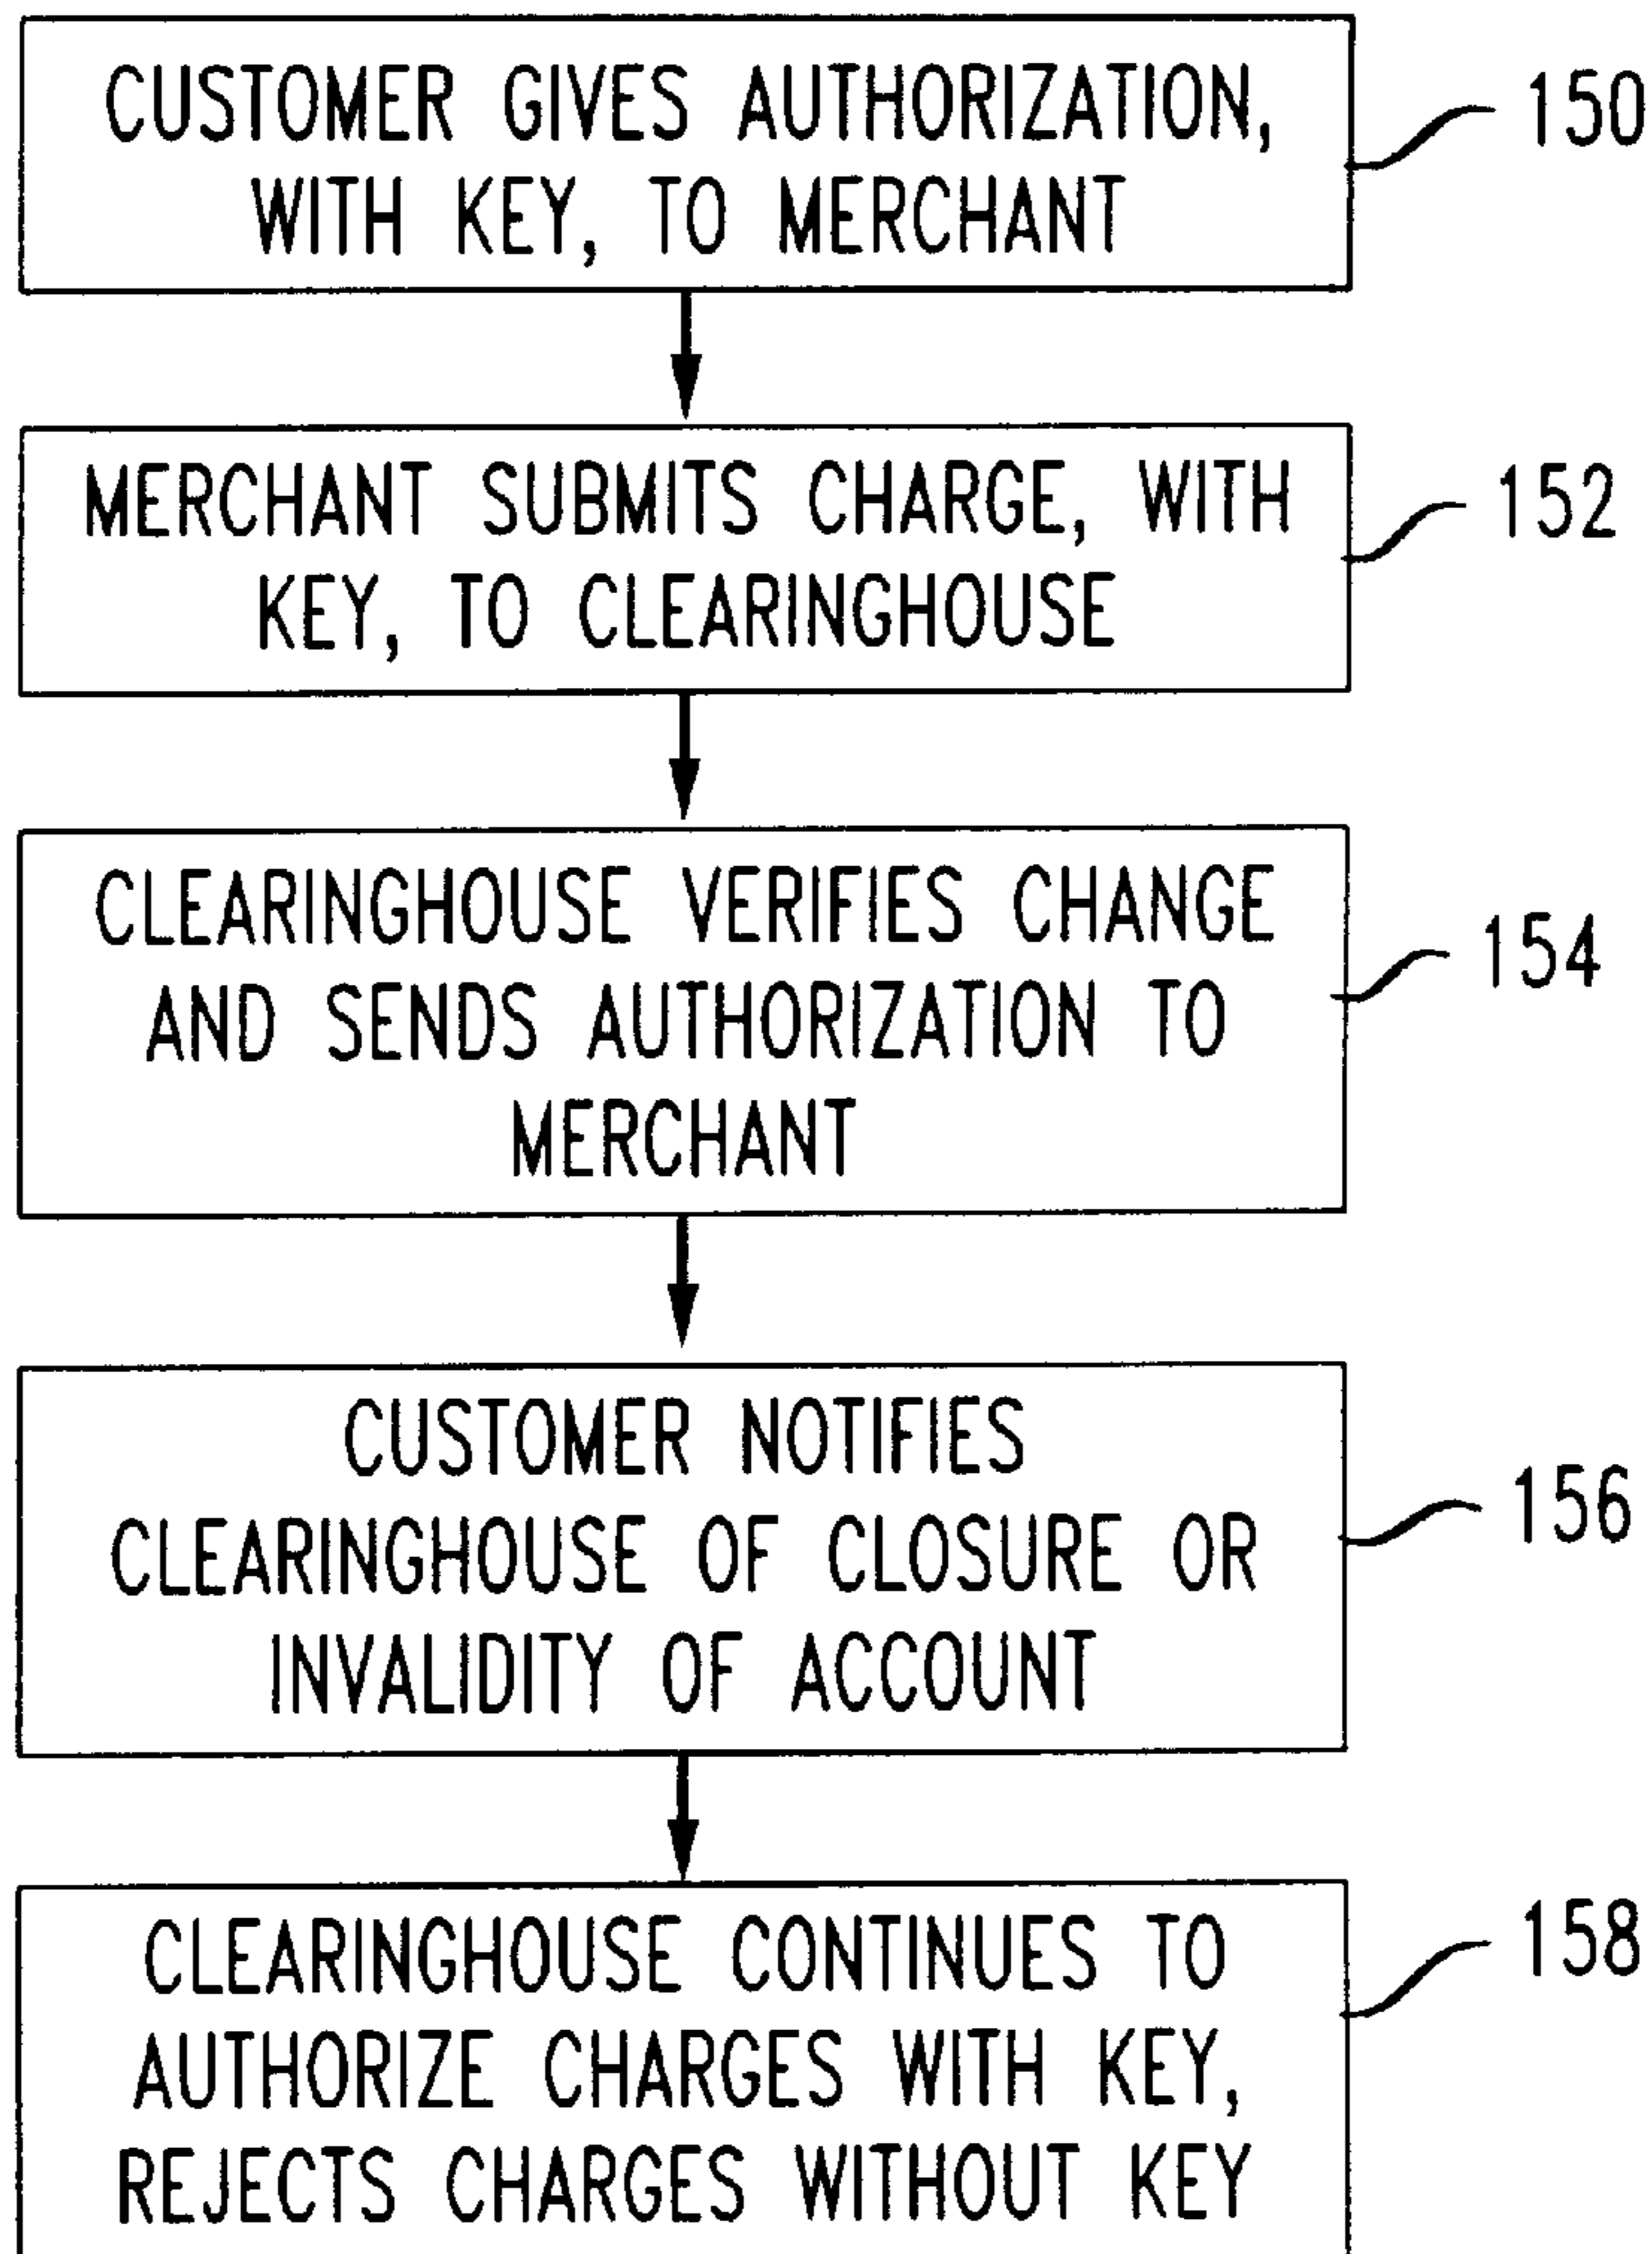 CUSTOMER GIVES AUTHORIZATION,
WITH KEY, TO MERCHANT
150
MERCHANT SUBMITS CHARGE, WITH
KEY, TO CLEARINGHOUSE
152
CLEARINGHOUSE VERIFIES CHANGE
AND SENDS AUTHORIZATION TO
MERCHANT
154
CUSTOMER NOTIFIES
CLEARINGHOUSE OF CLOSURE OR
INVALIDITY OF ACCOUNT
156
CLEARINGHOUSE CONTINUES TO
AUTHORIZE CHARGES WITH KEY,
REJECTS CHARGES WITHOUT KEY
158